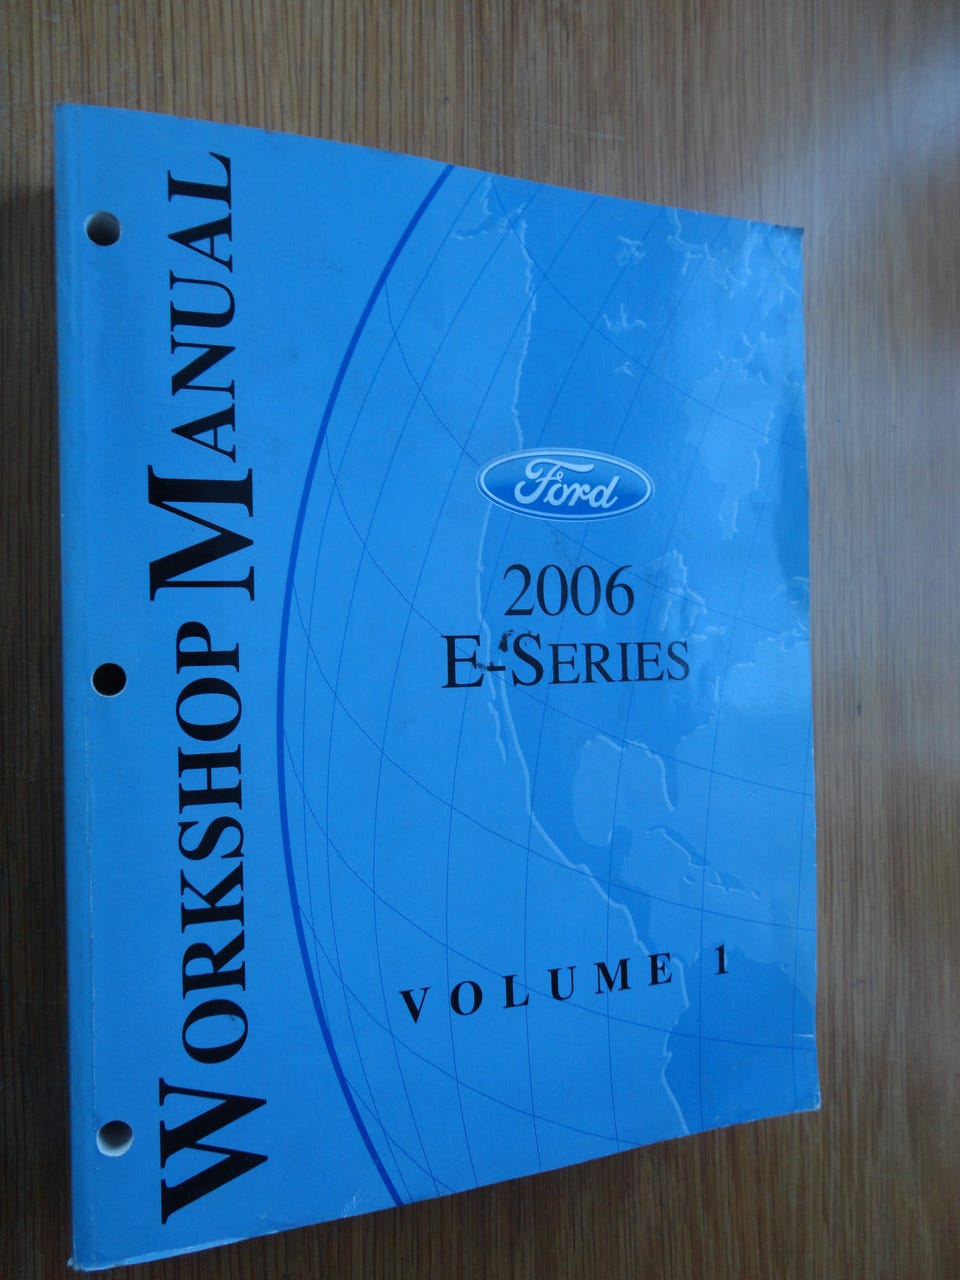 WORKSHOP MANUAL
Ford
2006
E-SERIES
VOLUME 1